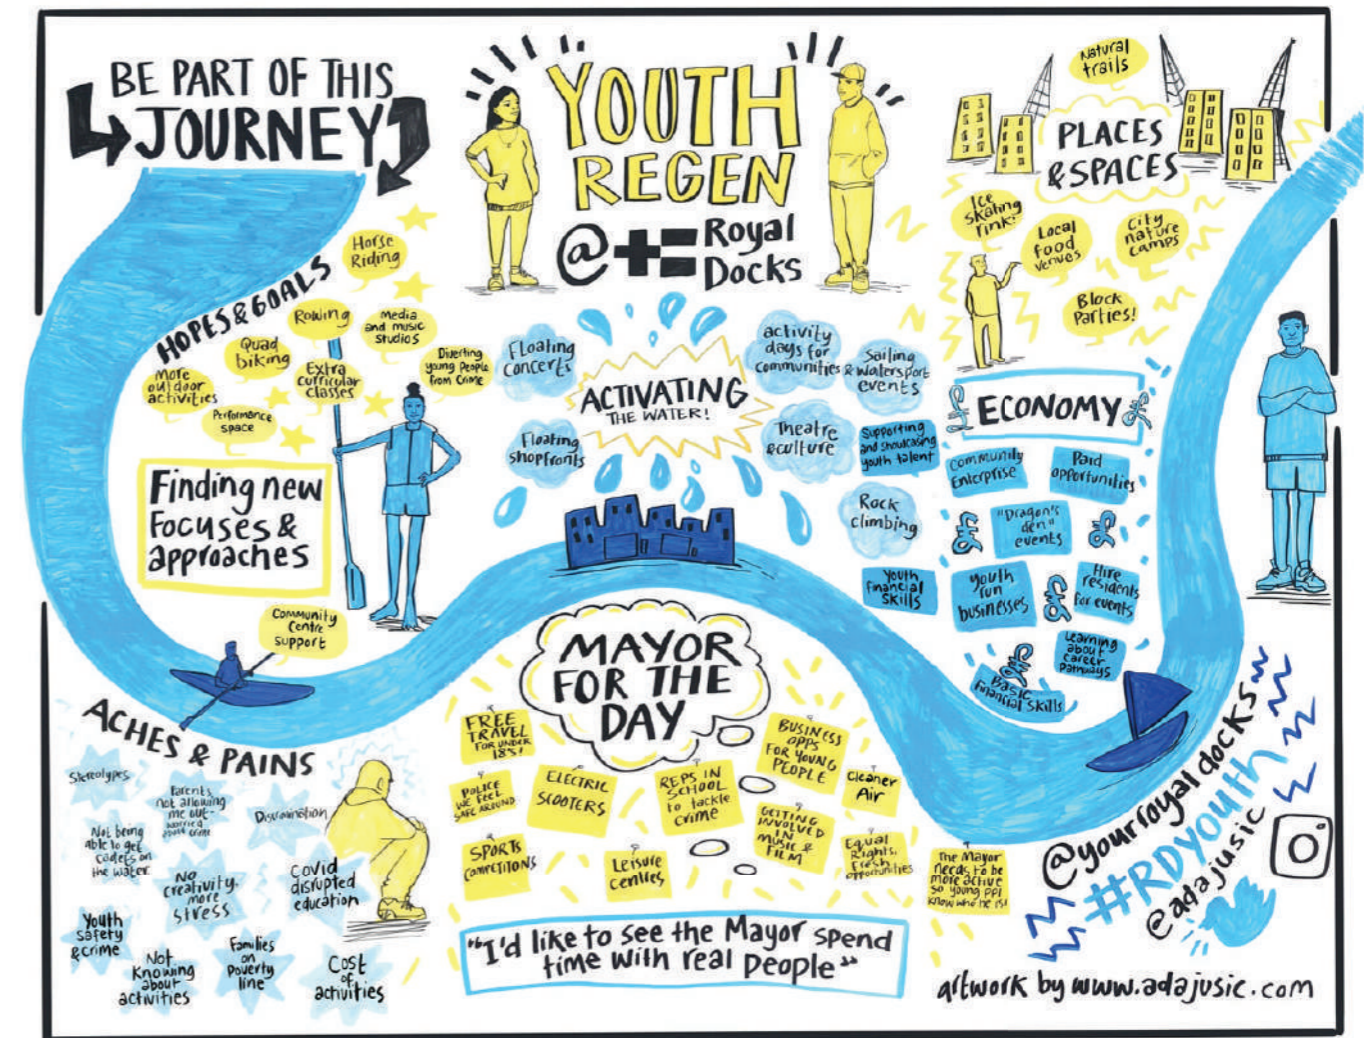 BE PART OF THIS
JOURNEY
YOUTH
REGEN
@
Royal
Docks
Natural
trails
PLACES
& SPACES
Ice
skating
rink!
Local
food
venues
City
nature
camps
Block
Parties!
HOPES & GOALS
Horse
Riding
Rowing
Media
and music
studios
Quad
biking
Diverting
young people
from crime
More
outdoor
activities
Extra
curricular
classes
Performance
space
Finding new
Focuses &
approaches
Community
Centre
support
ACTIVATING
THE WATER!
Floating
concerts
Floating
shopfronts
activity
days for
communities
Sailing
& watersport
events
Theatre
& culture
Supporting
and showcasing
youth talent
Rock
climbing
ECONOMY
£
£
Community
Enterprise
Paid
opportunities
"Dragon's
den"
events
Youth
Financial
skills
youth
run
businesses
Hire
residents
for events
Learning
about
career
pathways
Basic
Financial skills
ACHES & PAINS
Stereotypes
Parents
not allowing
me out-
worried
about crime
Discrimination
Not being
able to get
cadets on
the water
No
creativity,
more
stress
Covid
disrupted
education
Youth
safety
& crime
Not
knowing
about
activities
Families
on
poverty
line
Cost
of
activities
MAYOR
FOR THE
DAY
FREE
TRAVEL
FOR UNDER
18S!
POLICE
WE FEEL
SAFE AROUND
ELECTRIC
SCOOTERS
REPS IN
SCHOOL
to tackle
crime
BUSINESS
apps
FOR YOUNG
PEOPLE
Cleaner
Air
SPORTS
COMPETITIONS
Leisure
centres
GETTING
INVOLVED
IN
MUSIC &
FILM
Equal
Rights,
Fresh
opportunities
The Mayor
needs to be
more active
so young ppl
know who he is!
"I'd like to see the Mayor spend
time with real people"
@yourroyaldocks
#RDYouth
@adajusic
artwork by www.adajusic.com